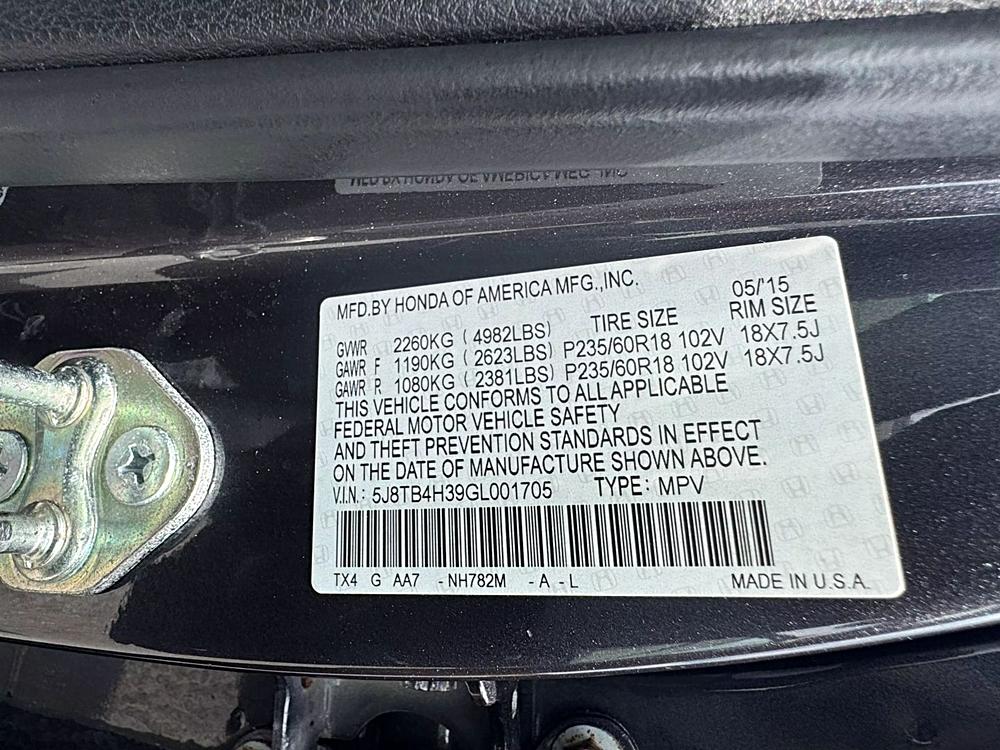 MFD.BY HONDA OF AMERICA MFG.,INC. 05/'15
TIRE SIZE RIM SIZE
GVWR 2260KG ( 4982LBS)
GAWR F 1190KG ( 2623LBS) P235/60R18 102V 18X7.5J
GAWR R 1080KG ( 2381LBS) P235/60R18 102V 18X7.5J
THIS VEHICLE CONFORMS TO ALL APPLICABLE
FEDERAL MOTOR VEHICLE SAFETY
AND THEFT PREVENTION STANDARDS IN EFFECT
ON THE DATE OF MANUFACTURE SHOWN ABOVE.
V.I.N.: 5J8TB4H39GL001705 TYPE: MPV
TX4 G AA7 -NH782M -A -L MADE IN U.S.A.